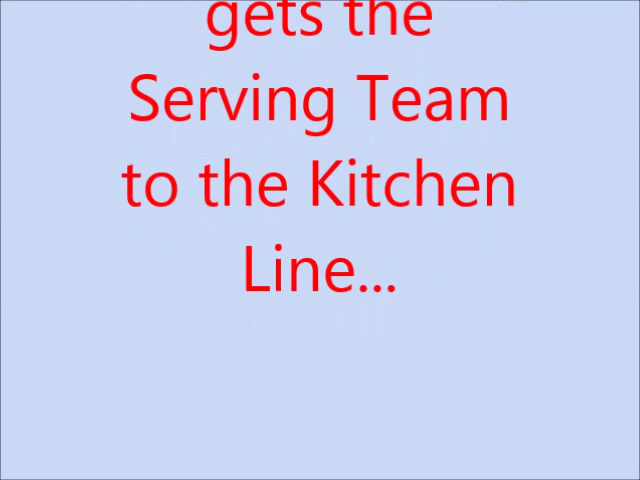 gets the
Serving Team
to the Kitchen
Line...